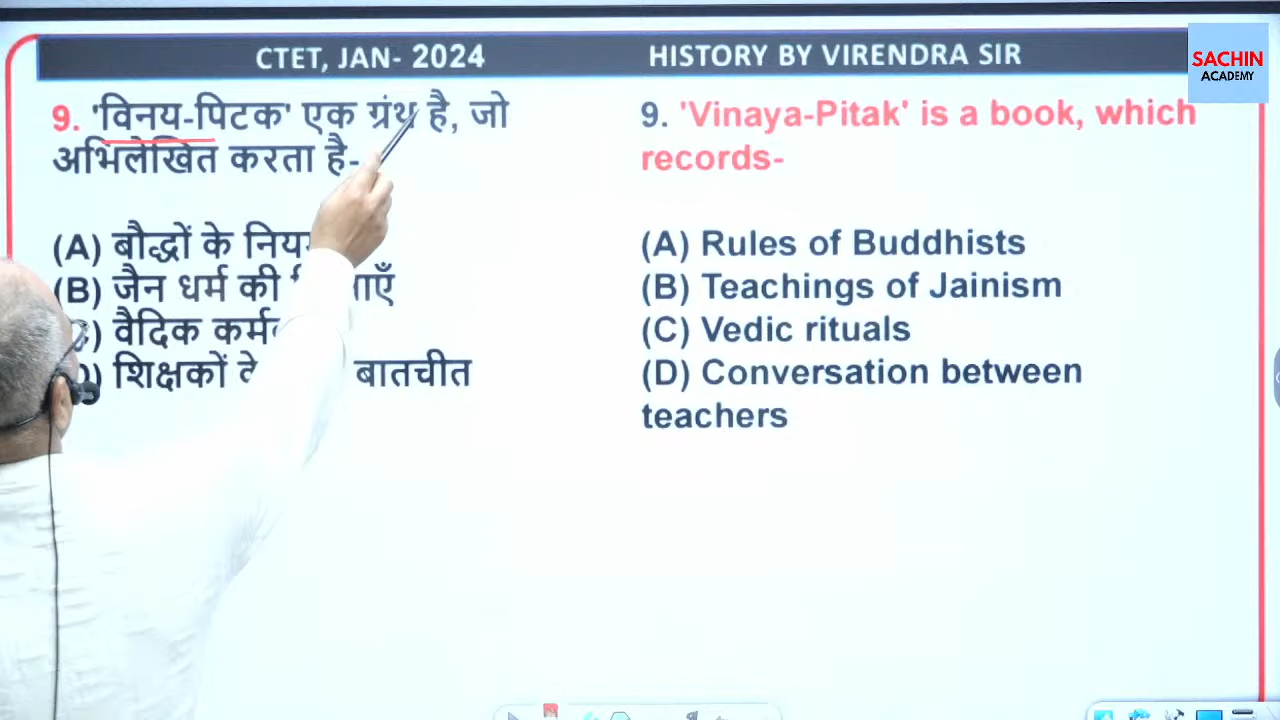 CTET, JAN- 2024
HISTORY BY VIRENDRA SIR
SACHIN
ACADEMY
9. 'विनय-पिटक' एक ग्रंथ है, जो
अभिलेखित करता है-
(A) बौद्धों के
(B) जैन धर्म की
वैदिक
शिक्षकों बातचीत
9. 'Vinaya-Pitak' is a book, which
records-
(A) Rules of Buddhists
(B) Teachings of Jainism
(C) Vedic rituals
(D) Conversation between
teachers